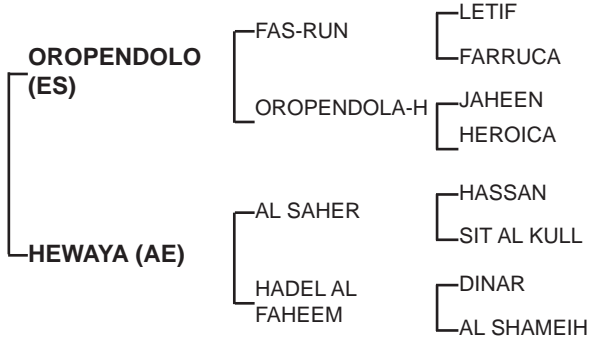 OROPENDOLO
(ES)
HEWAYA (AE)
FAS-RUN
OROPENDOLA-H
AL SAHER
HADEL AL
FAHEEM
LETIF
FARRUCA
JAHEEN
HEROICA
HASSAN
SIT AL KULL
DINAR
AL SHAMEIH